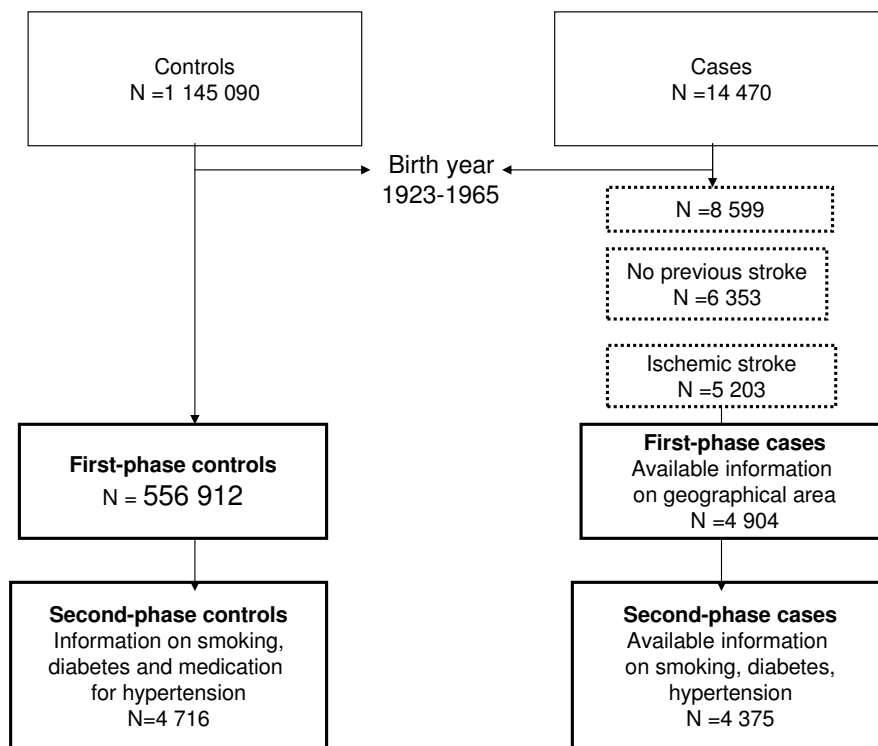 Controls
N =1 145 090
Cases
N =14 470
Birth year
1923-1965
N =8 599
No previous stroke
N =6 353
Ischemic stroke
N =5 203
First-phase controls
N = 556 912
First-phase cases
Available information
on geographical area
N =4 904
Second-phase controls
Information on smoking,
diabetes and medication
for hypertension
N=4 716
Second-phase cases
Available information
on smoking, diabetes,
hypertension
N =4 375